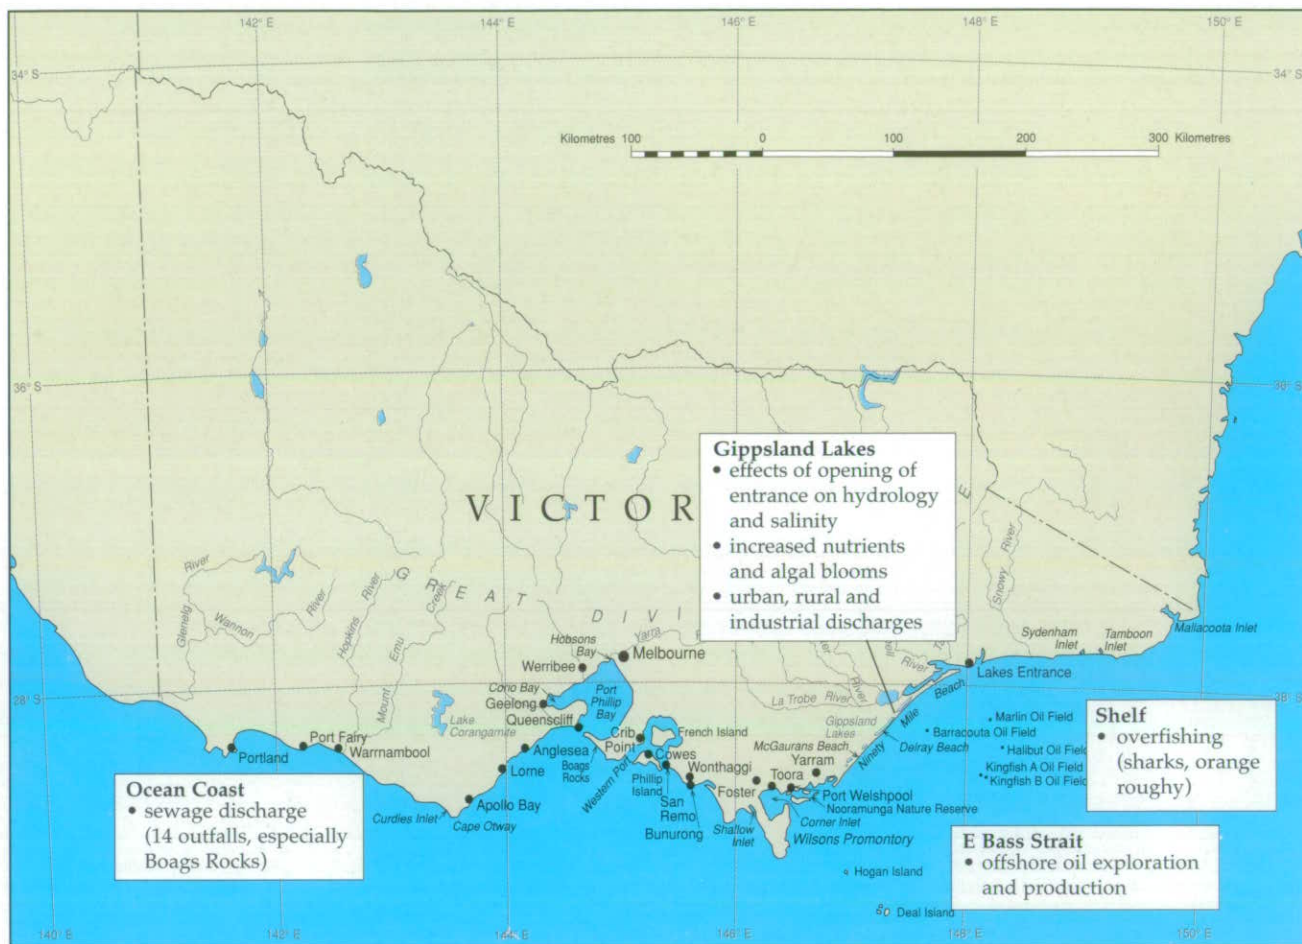 142° E
144° E
146° E
148° E
150° E
34° S
34° S
Kilometres 100 0 100 200 300 Kilometres
36° S
36° S
Gippsland Lakes
• effects of opening of
entrance on hydrology
and salinity
• increased nutrients
and algal blooms
• urban, rural and
industrial discharges
VICTOR
E
GREAT DIVI
Glenelg River
Wannon River
Hopkins River
Mount Emu Creek
Snowy River
Yarra
Hobsons
Bay
Melbourne
Werribee
Corio Bay
Geelong
Port
Phillip
Bay
Queenscliff
Lake
Corangamite
La Trobe River
River
River
Gippsland
Lakes
Ninety Mile Beach
Lakes Entrance
Sydenham
Inlet
Tamboon
Inlet
Mallacoota Inlet
38° S
Marlin Oil Field
Barracouta Oil Field
Delray Beach
Halibut Oil Field
Kingfish A Oil Field
Kingfish B Oil Field
Shelf
• overfishing
(sharks, orange
roughy)
Portland
Port Fairy
Warrnambool
Anglesea
Lorne
Apollo Bay
Curdies Inlet
Cape Otway
Boags
Rocks
Crib
Point
French Island
Cowes
Western Port
Phillip
Island
San
Remo
Wonthaggi
Bunurong
McGaurans Beach
Yarram
Toora
Foster
Port Welshpool
Nooramunga Nature Reserve
Corner Inlet
Shallow
Inlet
Wilsons Promontory
Ocean Coast
• sewage discharge
(14 outfalls, especially
Boags Rocks)
E Bass Strait
• offshore oil exploration
and production
Hogan Island
Deal Island
140° E
142° E
144° E
146° E
148° E
150° E